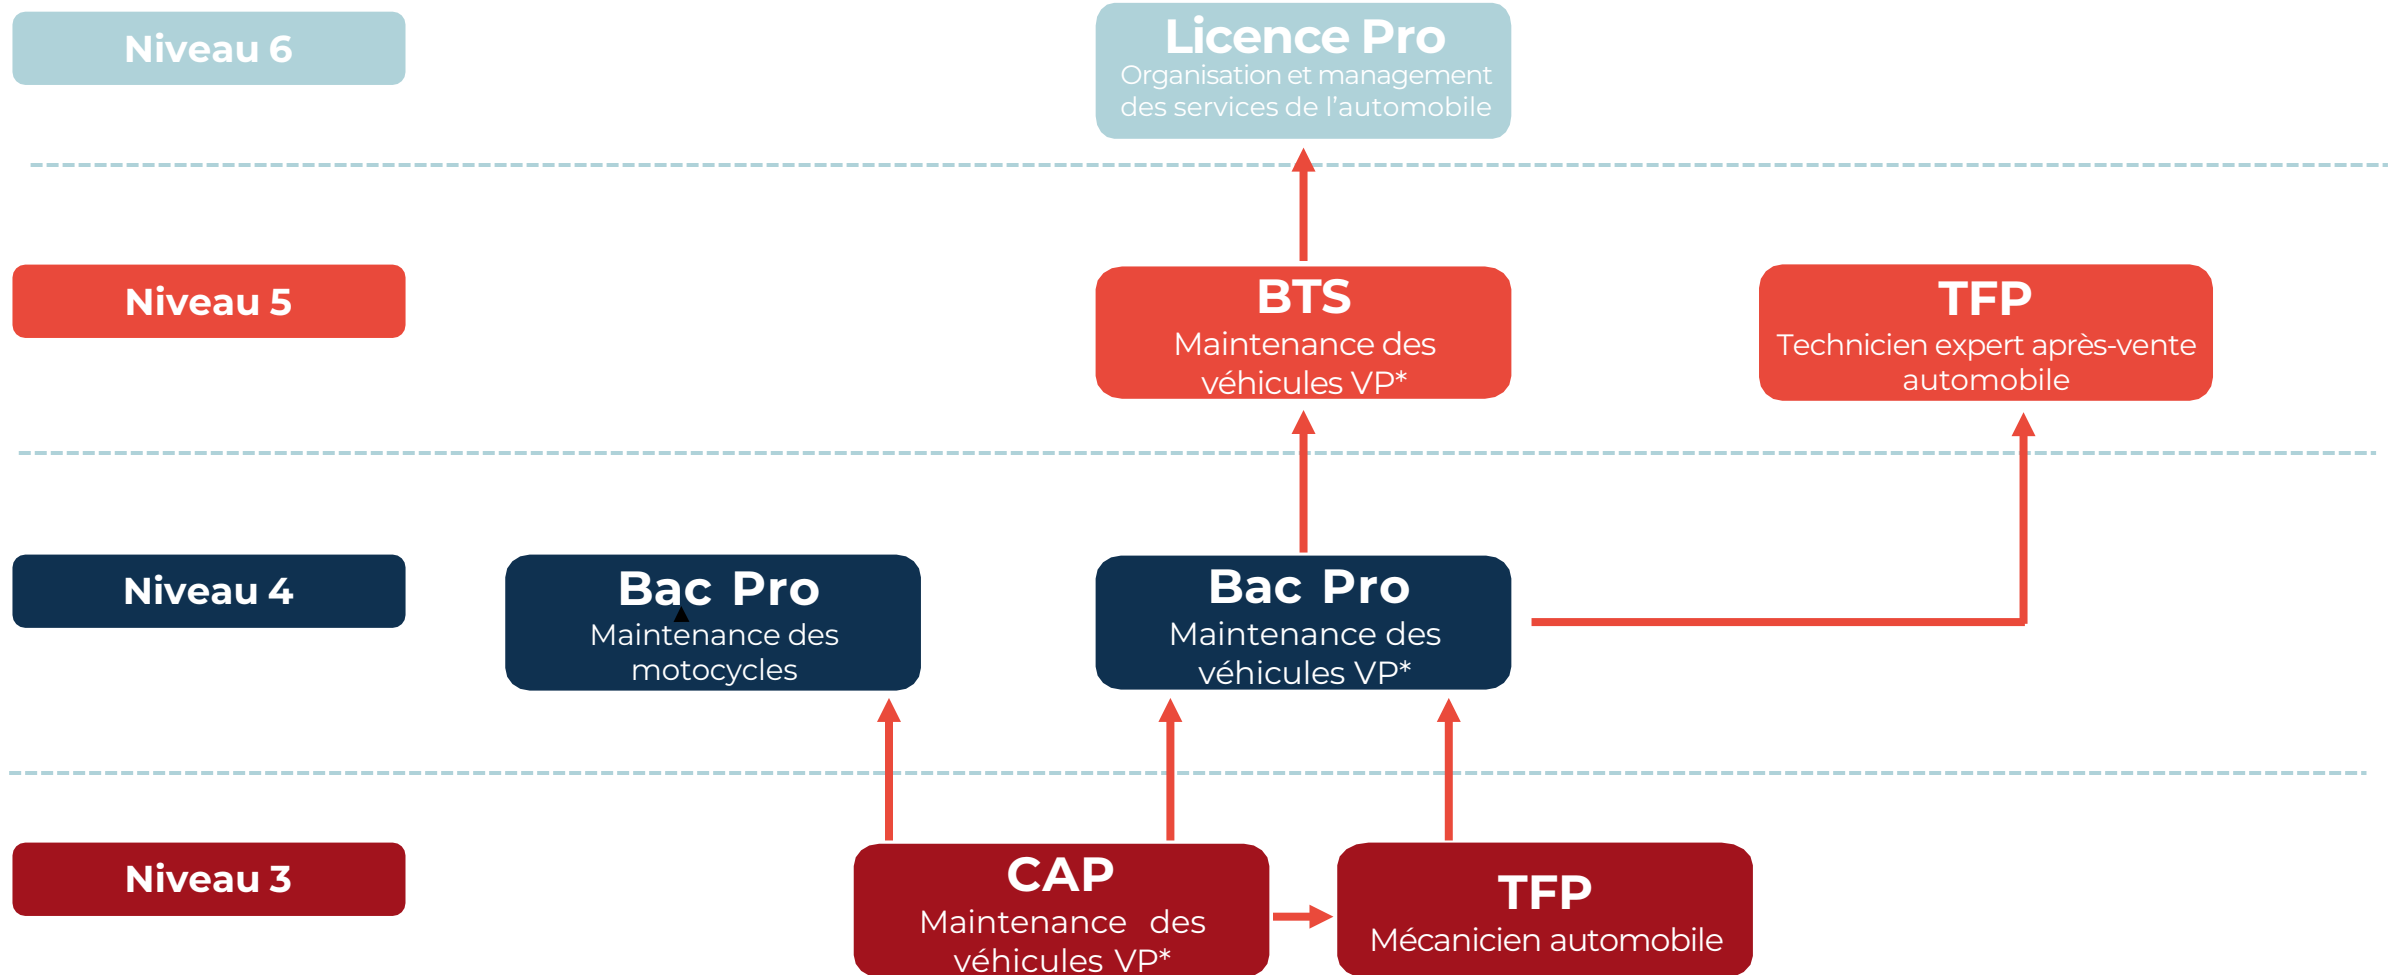 Niveau 6
Licence Pro
Organisation et management
des services de l’automobile
Niveau 5
BTS
Maintenance des
véhicules VP*
TFP
Technicien expert après-vente
automobile
Niveau 4
Bac Pro
Maintenance des
motocycles
Bac Pro
Maintenance des
véhicules VP*
Niveau 3
CAP
Maintenance des
véhicules VP*
TFP
Mécanicien automobile